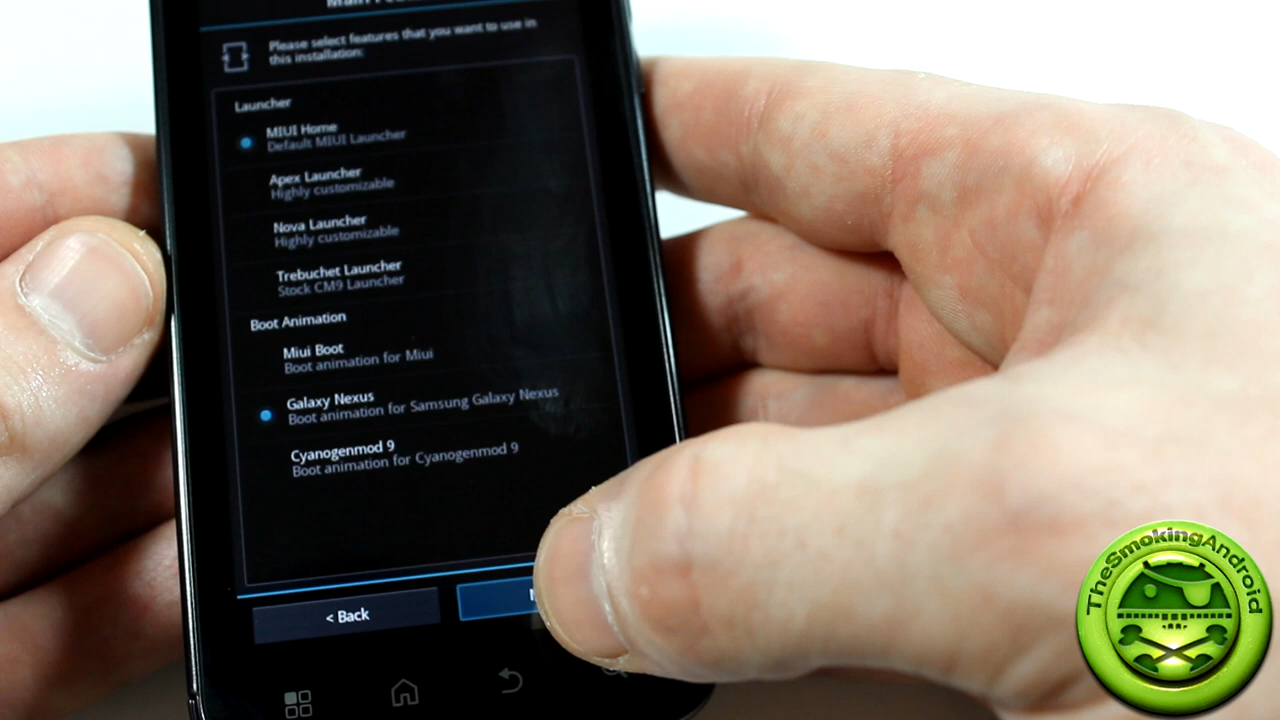 Please select features that you want to use in
this installation:
Launcher
MIUI Home
Default MIUI Launcher
Apex Launcher
Highly customizable
Nova Launcher
Highly customizable
Trebuchet Launcher
Stock CM9 Launcher
Boot Animation
Miui Boot
Boot animation for Miui
Galaxy Nexus
Boot animation for Samsung Galaxy Nexus
Cyanogenmod 9
Boot animation for Cyanogenmod 9
< Back
TheSmokingAndroid